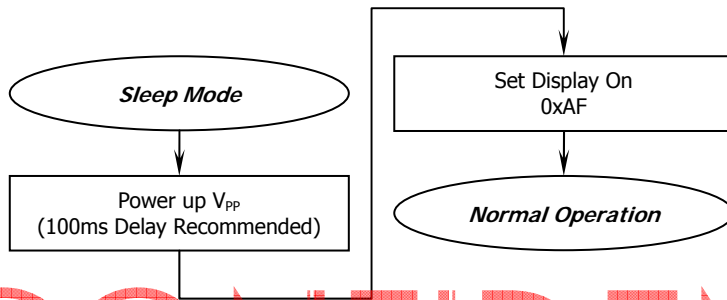 Sleep Mode
Power up VPP
(100ms Delay Recommended)
Set Display On
0xAF
Normal Operation